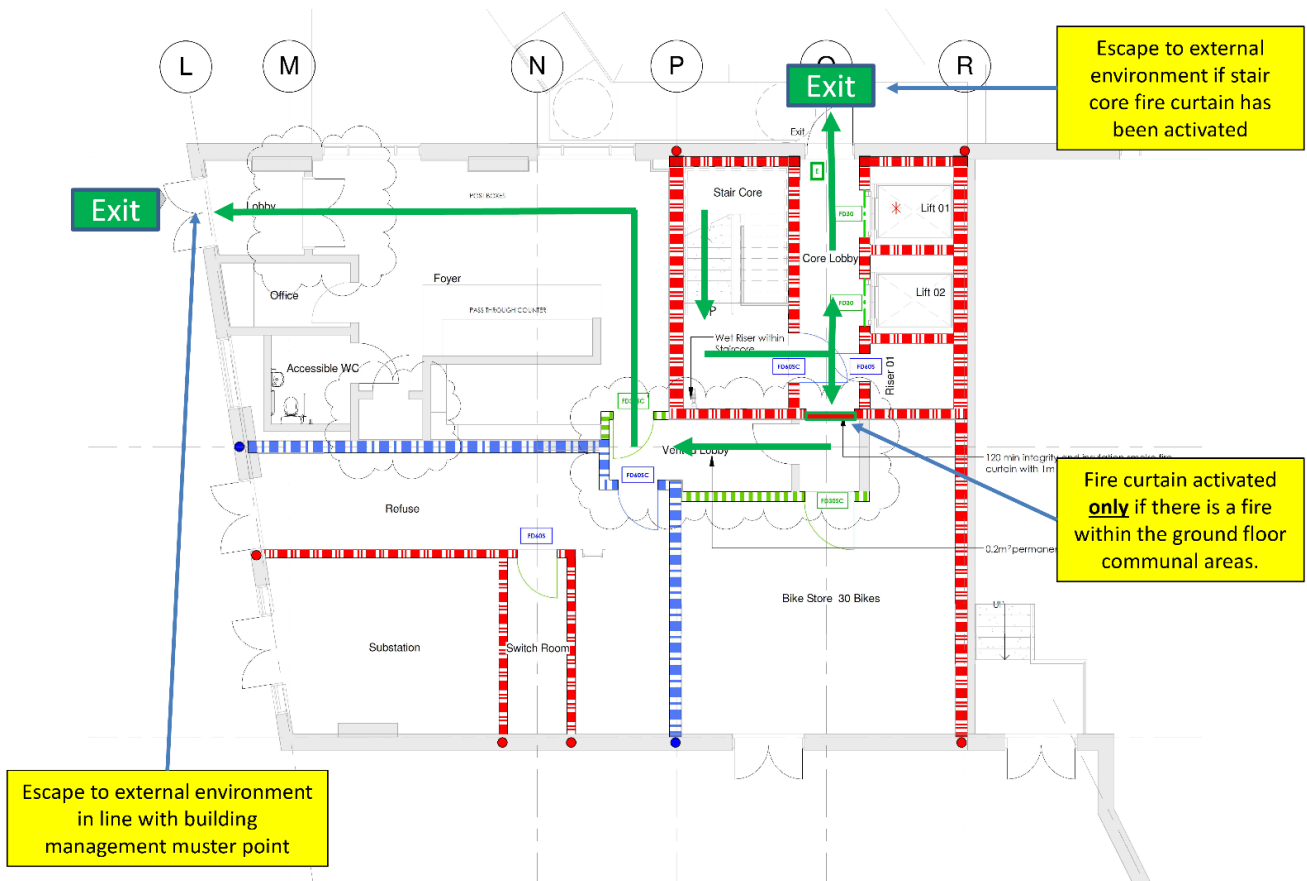 L
M
N
P
R
Exit
Escape to external
environment if stair
core fire curtain has
been activated
Exit
E
Stair Core
POST BOXES
Exit
Lobby
FD30
Lift 01
Core Lobby
Foyer
Office
Lift 02
FD30
PASS THROUGH COUNTER
Wet Riser within
Staircore
Accessible WC
FD60SC
FD60S
Riser 01
Lobby
120 min integrity and insulation smoke fire
curtain with 1m
FD60SC
Fire curtain activated
only if there is a fire
within the ground floor
communal areas.
FD30SC
Refuse
FD60S
0.2m² permanent
Bike Store 30 Bikes
UP
Substation
Switch Room
Escape to external environment
in line with building
management muster point